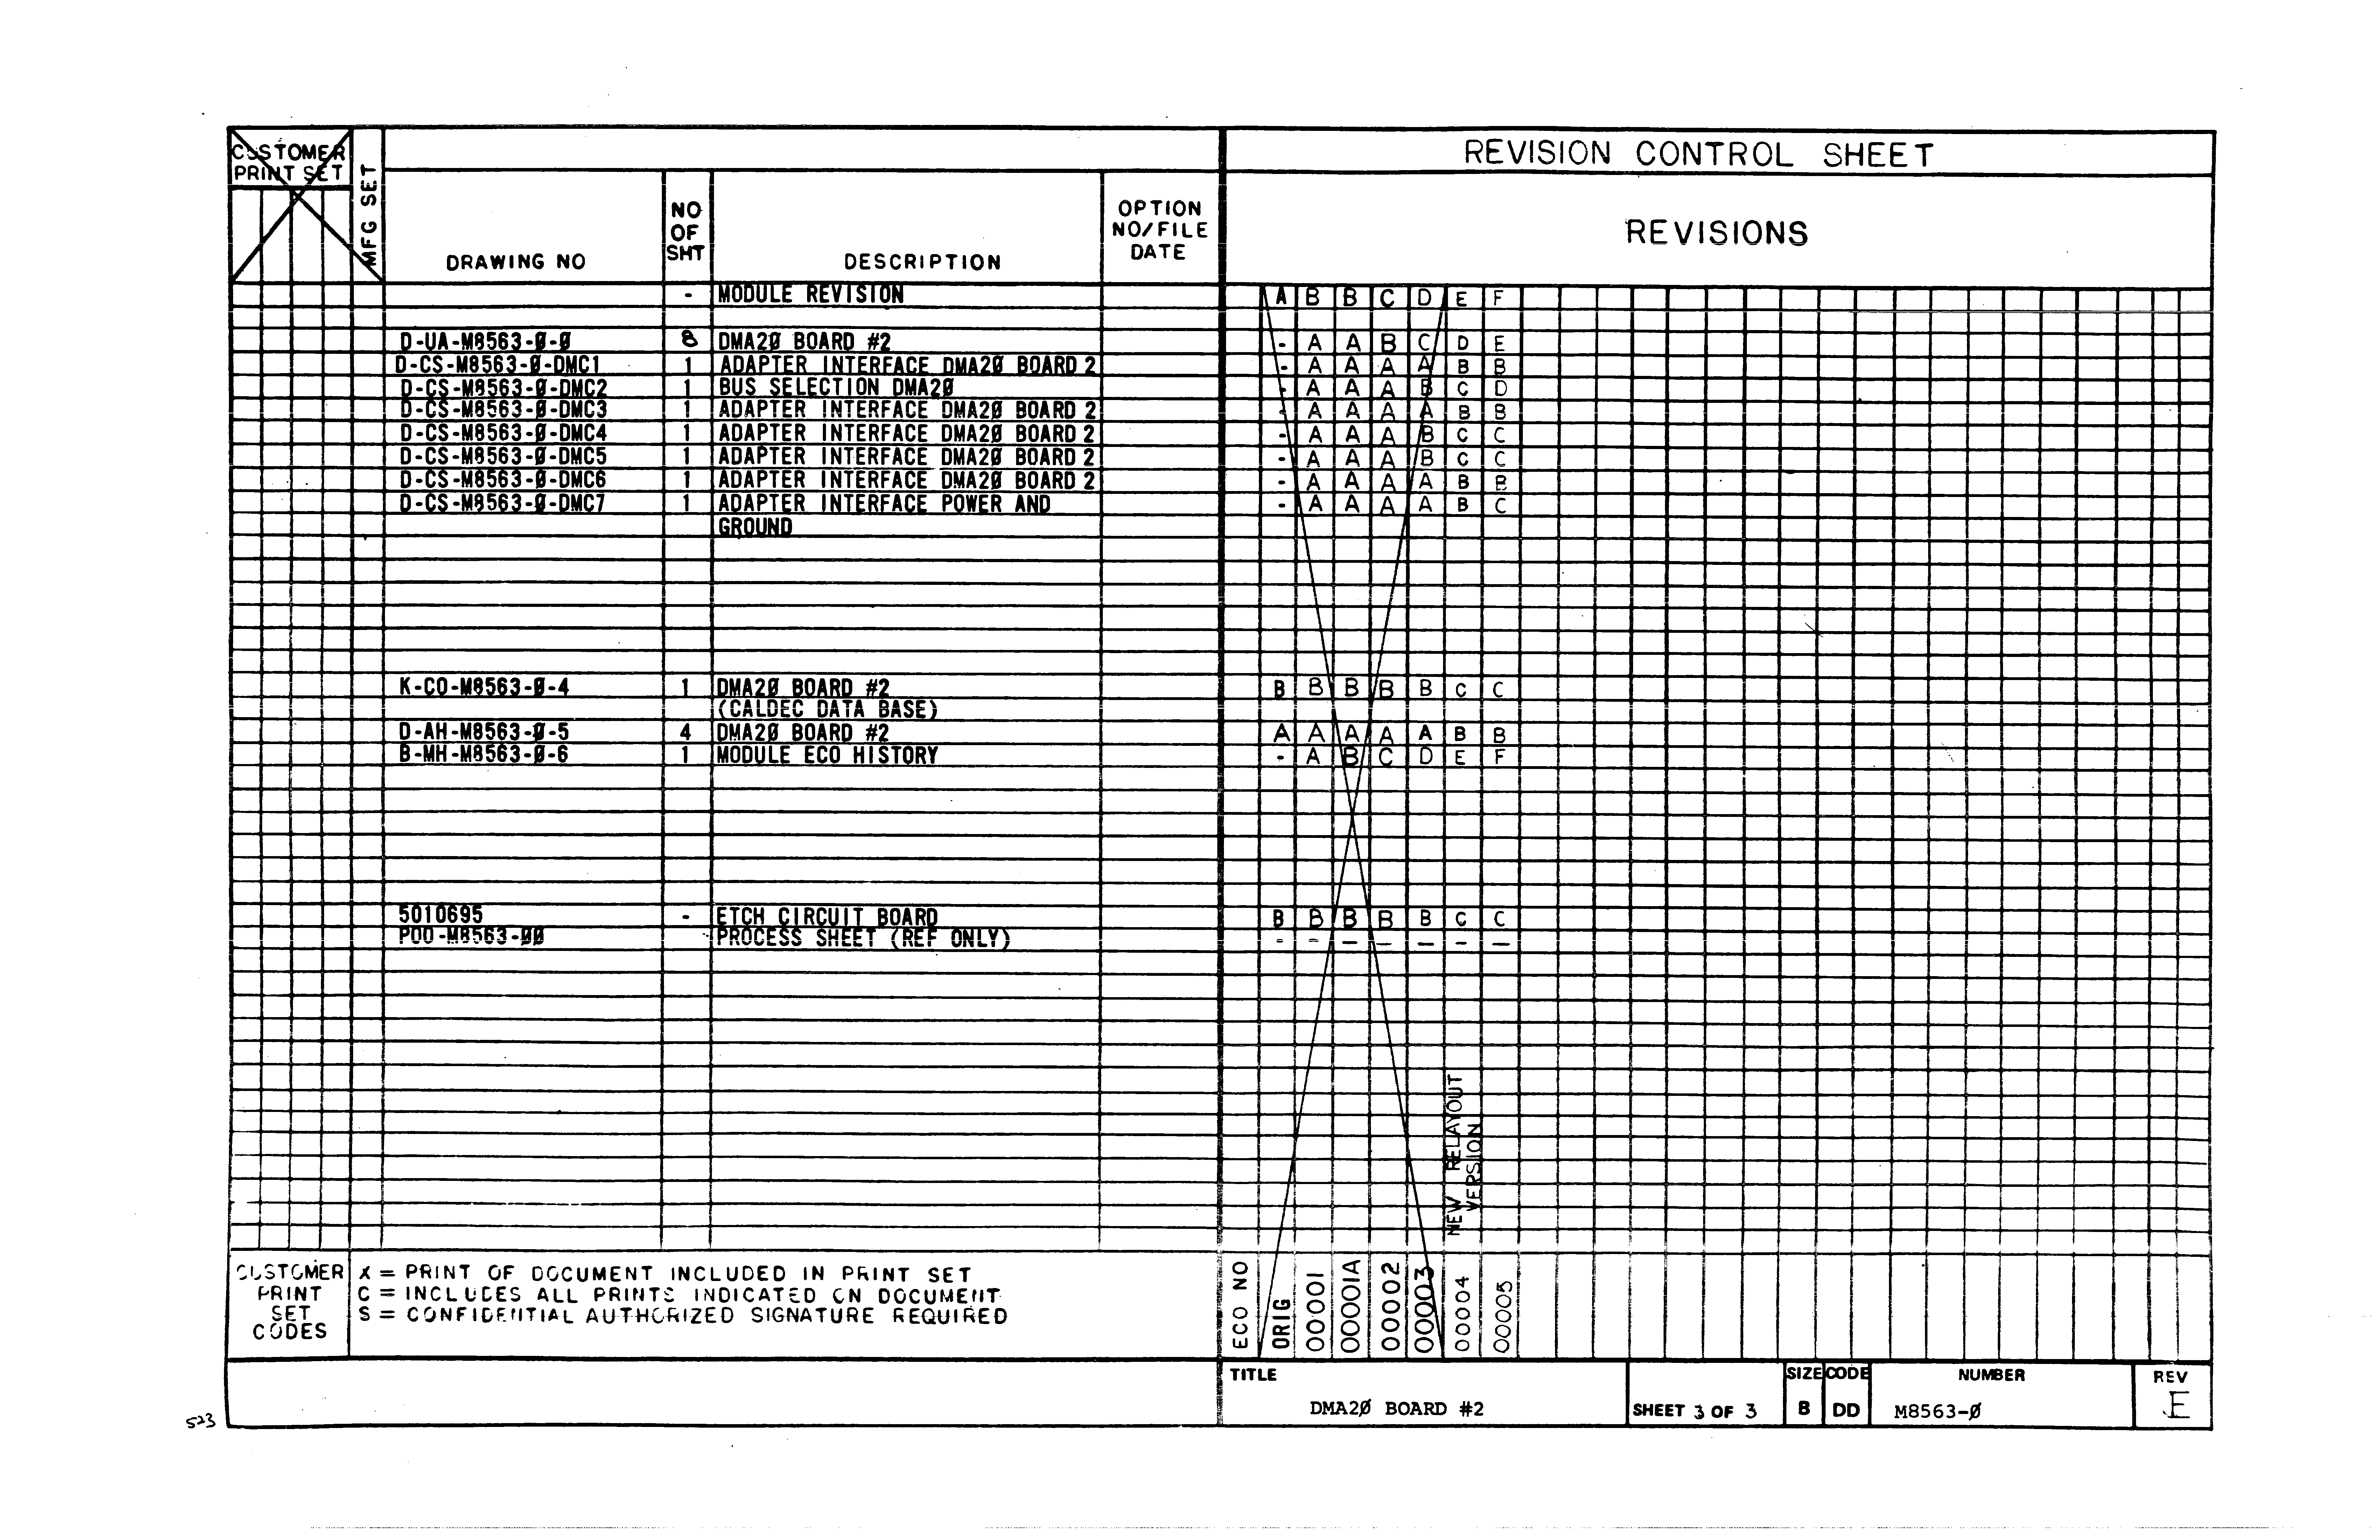 CUSTOMER PRINT SET
MFG SET
DRAWING NO
NO OF SHT
DESCRIPTION
OPTION NO/FILE DATE
REVISION CONTROL SHEET
REVISIONS
- MODULE REVISION A B B C D E F
D-UA-M8563-Ø-Ø 8 DMA2Ø BOARD #2 - A A B C D E
D-CS-M8563-Ø-DMC1 1 ADAPTER INTERFACE DMA2Ø BOARD 2 - A A A A B B
D-CS-M8563-Ø-DMC2 1 BUS SELECTION DMA2Ø - A A A B C D
D-CS-M8563-Ø-DMC3 1 ADAPTER INTERFACE DMA2Ø BOARD 2 - A A A A B B
D-CS-M8563-Ø-DMC4 1 ADAPTER INTERFACE DMA2Ø BOARD 2 - A A A B C C
D-CS-M8563-Ø-DMC5 1 ADAPTER INTERFACE DMA2Ø BOARD 2 - A A A B C C
D-CS-M8563-Ø-DMC6 1 ADAPTER INTERFACE DMA2Ø BOARD 2 - A A A A B B
D-CS-M8563-Ø-DMC7 1 ADAPTER INTERFACE POWER AND - A A A A B C
GROUND
K-CO-M8563-Ø-4 1 DMA2Ø BOARD #2 B B B B B C C
(CALDEC DATA BASE)
D-AH-M8563-Ø-5 4 DMA2Ø BOARD #2 A A A A A B B
B-MH-M8563-Ø-6 1 MODULE ECO HISTORY - A B C D E F
5010695 - ETCH CIRCUIT BOARD B B B B B C C
P00-M8563-ØØ PROCESS SHEET (REF ONLY) - - - - - - -
NEW RELAYOUT
VERSION
CUSTOMER PRINT SET CODES
X = PRINT OF DOCUMENT INCLUDED IN PRINT SET
C = INCLUDES ALL PRINTS INDICATED ON DOCUMENT
S = CONFIDENTIAL AUTHORIZED SIGNATURE REQUIRED
ECO NO ORIG 00001 00001A 00002 00003 00004 00005
TITLE
DMA2Ø BOARD #2
SHEET 3 OF 3
SIZE B
CODE DD
NUMBER
M8563-Ø
REV
E
523